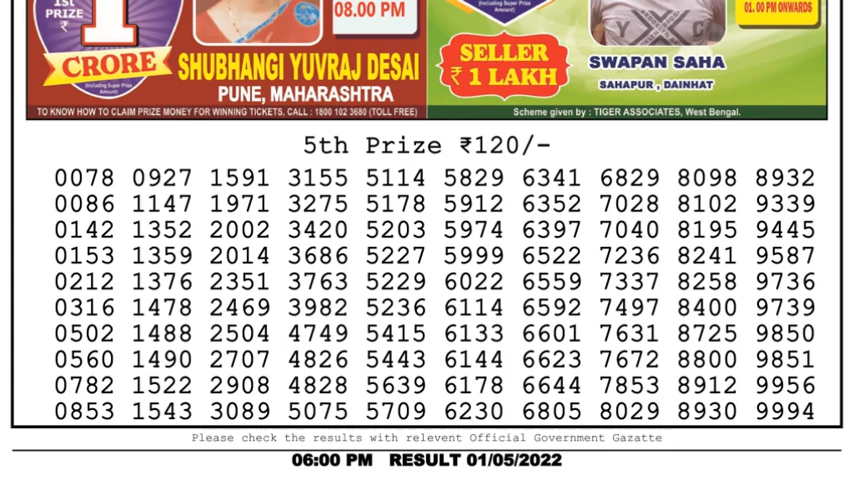 1st
PRIZE
₹
1
CRORE
(Including Super Prize
Amount)
08.00 PM
SHUBHANGI YUVRAJ DESAI
PUNE, MAHARASHTRA
TO KNOW HOW TO CLAIM PRIZE MONEY FOR WINNING TICKETS, CALL : 1800 102 3680 (TOLL FREE)
(Including Super Prize
Amount)
SELLER
₹ 1 LAKH
01. 00 PM ONWARDS
SWAPAN SAHA
SAHAPUR , DAINHAT
Scheme given by : TIGER ASSOCIATES, West Bengal.
5th Prize ₹120/-
0078 0927 1591 3155 5114 5829 6341 6829 8098 8932
0086 1147 1971 3275 5178 5912 6352 7028 8102 9339
0142 1352 2002 3420 5203 5974 6397 7040 8195 9445
0153 1359 2014 3686 5227 5999 6522 7236 8241 9587
0212 1376 2351 3763 5229 6022 6559 7337 8258 9736
0316 1478 2469 3982 5236 6114 6592 7497 8400 9739
0502 1488 2504 4749 5415 6133 6601 7631 8725 9850
0560 1490 2707 4826 5443 6144 6623 7672 8800 9851
0782 1522 2908 4828 5639 6178 6644 7853 8912 9956
0853 1543 3089 5075 5709 6230 6805 8029 8930 9994
Please check the results with relevent Official Government Gazatte
06:00 PM RESULT 01/05/2022